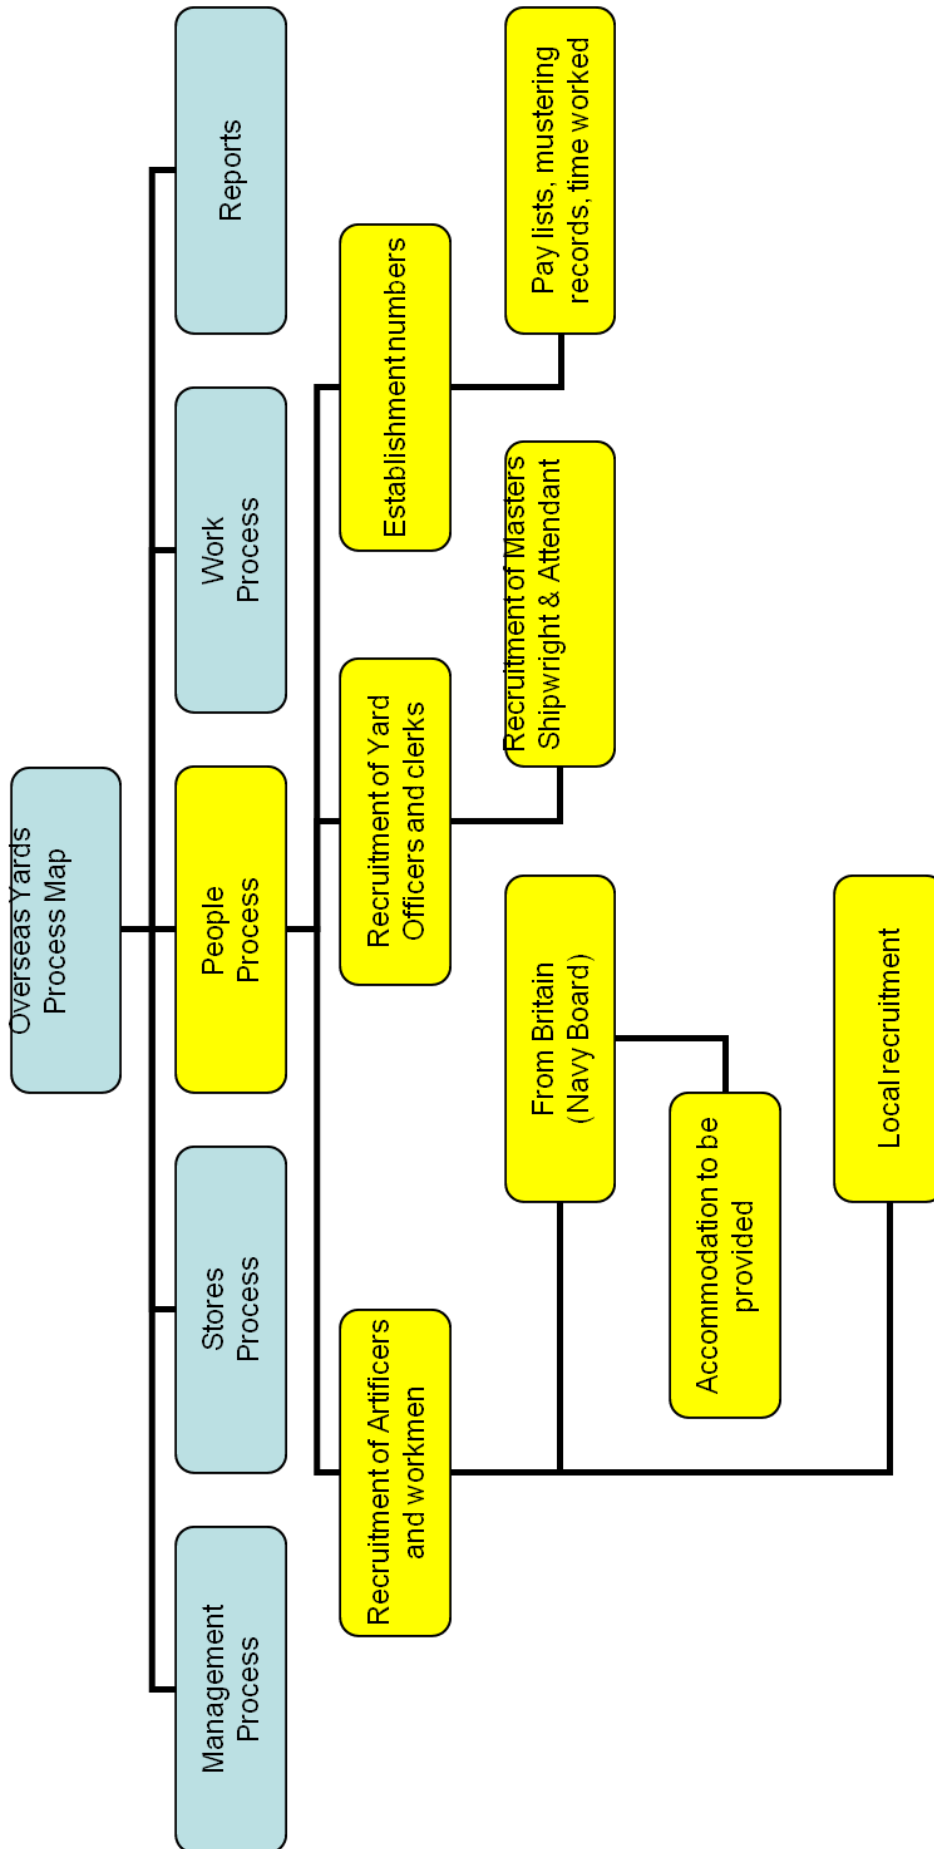 Overseas Yards
Process Map
Management
Process
Stores
Process
People
Process
Work
Process
Reports
Recruitment of Artificers
and workmen
Recruitment of Yard
Officers and clerks
Establishment numbers
From Britain
(Navy Board)
Recruitment of Masters
Shipwright & Attendant
Pay lists, mustering
records, time worked
Accommodation to be
provided
Local recruitment